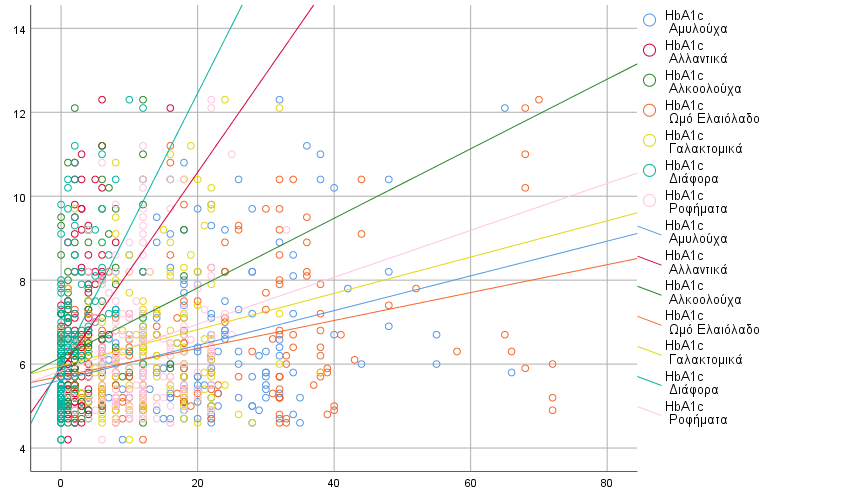 14
12
10
8
6
4
0
20
40
60
80
HbA1c
Αμυλούχα
HbA1c
Αλλαντικά
HbA1c
Αλκοολούχα
HbA1c
Ωμό Ελαιόλαδο
HbA1c
Γαλακτομικά
HbA1c
Διάφορα
HbA1c
Ροφήματα
HbA1c
Αμυλούχα
HbA1c
Αλλαντικά
HbA1c
Αλκοολούχα
HbA1c
Ωμό Ελαιόλαδο
HbA1c
Γαλακτομικά
HbA1c
Διάφορα
HbA1c
Ροφήματα